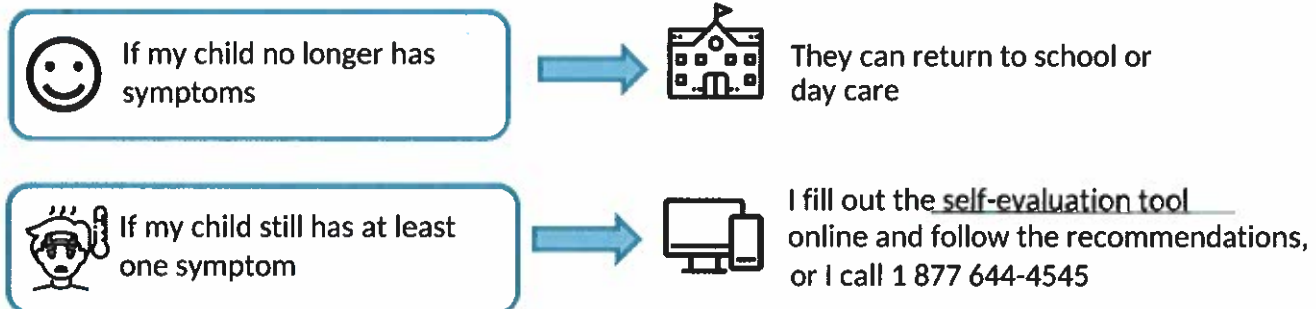 If my child no longer has
symptoms
They can return to school or
day care
If my child still has at least
one symptom
I fill out the self-evaluation tool
online and follow the recommendations,
or I call 1 877 644-4545